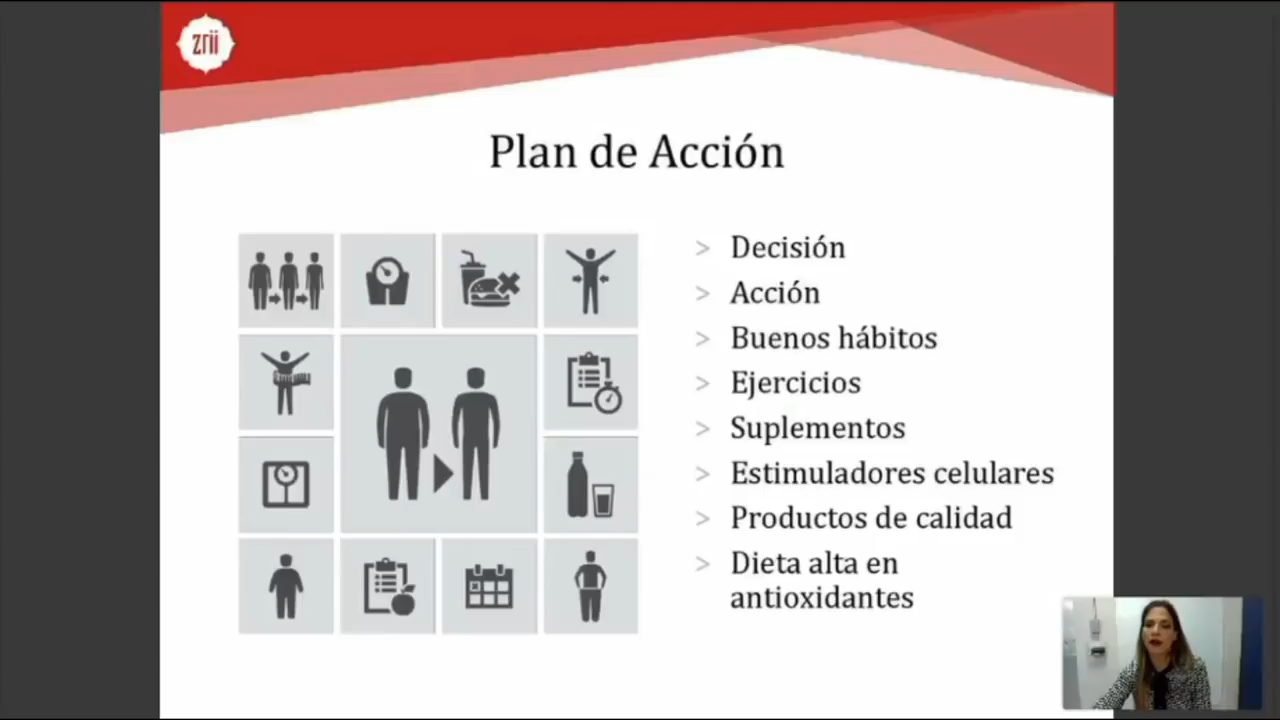 zrii
Plan de Acción
> Decisión
> Acción
> Buenos hábitos
> Ejercicios
> Suplementos
> Estimuladores celulares
> Productos de calidad
> Dieta alta en
antioxidantes